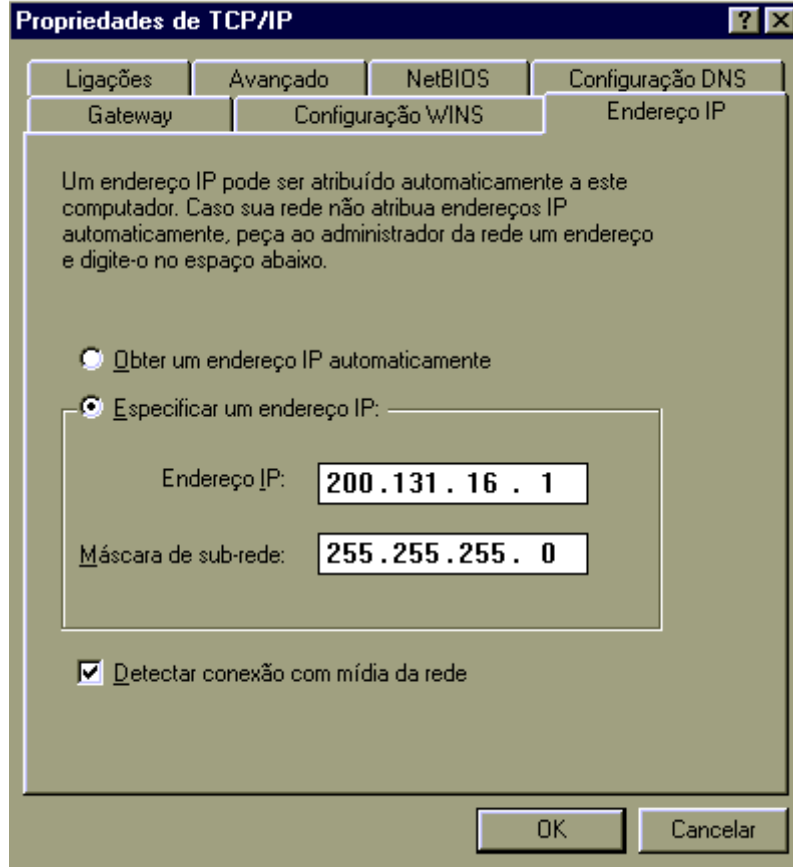 Propriedades de TCP/IP
Ligações Avançado NetBIOS Configuração DNS
Gateway Configuração WINS Endereço IP
Um endereço IP pode ser atribuído automaticamente a este
computador. Caso sua rede não atribua endereços IP
automaticamente, peça ao administrador da rede um endereço
e digite-o no espaço abaixo.
Obter um endereço IP automaticamente
Especificar um endereço IP:
Endereço IP: 200.131. 16 . 1
Máscara de sub-rede: 255.255.255. 0
Detectar conexão com mídia da rede
OK Cancelar